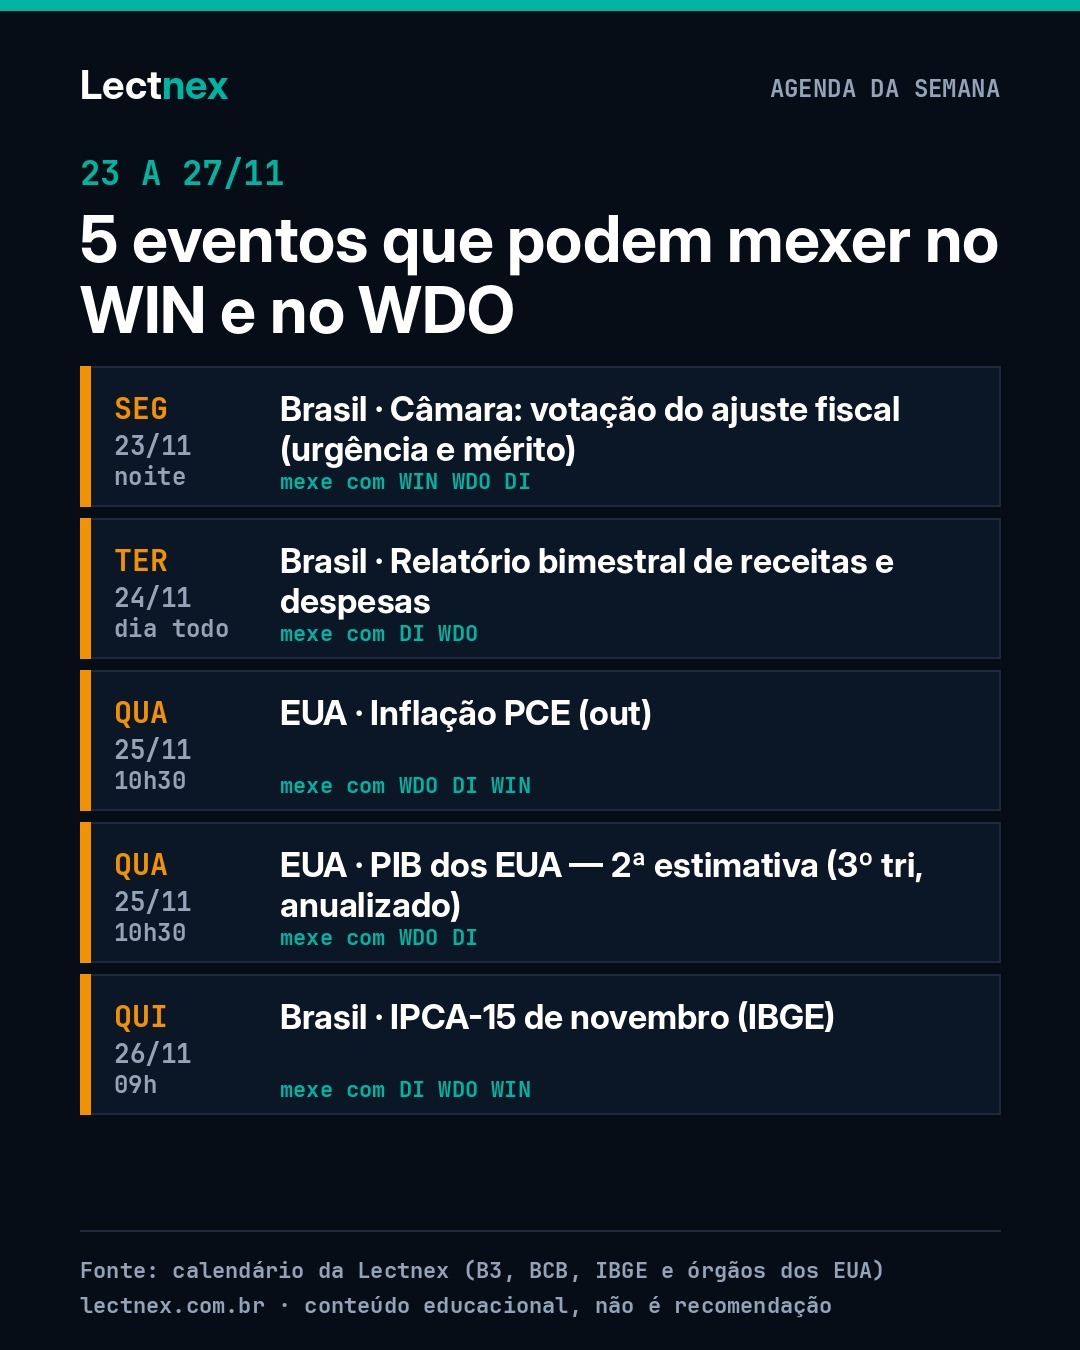 Lectnex
AGENDA DA SEMANA
23 A 27/11
5 eventos que podem mexer no
WIN e no WDO
SEG
23/11
noite
Brasil · Câmara: votação do ajuste fiscal
(urgência e mérito)
mexe com WIN WDO DI
TER
24/11
dia todo
Brasil · Relatório bimestral de receitas e
despesas
mexe com DI WDO
QUA
25/11
10h30
EUA · Inflação PCE (out)
mexe com WDO DI WIN
QUA
25/11
10h30
EUA · PIB dos EUA — 2ª estimativa (3º tri,
anualizado)
mexe com WDO DI
QUI
26/11
09h
Brasil · IPCA-15 de novembro (IBGE)
mexe com DI WDO WIN
Fonte: calendário da Lectnex (B3, BCB, IBGE e órgãos dos EUA)
lectnex.com.br · conteúdo educacional, não é recomendação